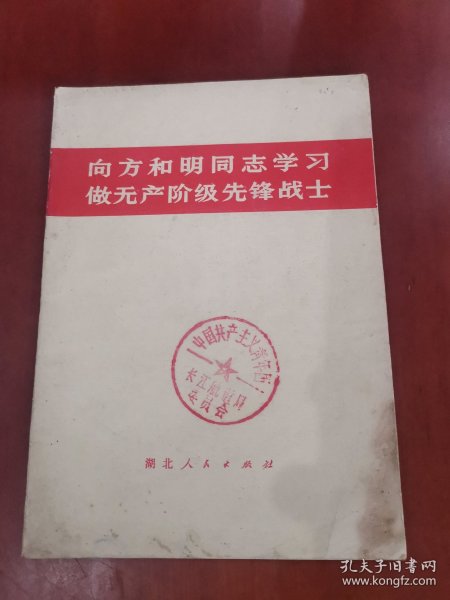 向方和明同志学习
做无产阶级先锋战士
中国共产主义青年团
长江航政局
委员会
湖北人民出版社
孔夫子旧书网
www.kongfz.com